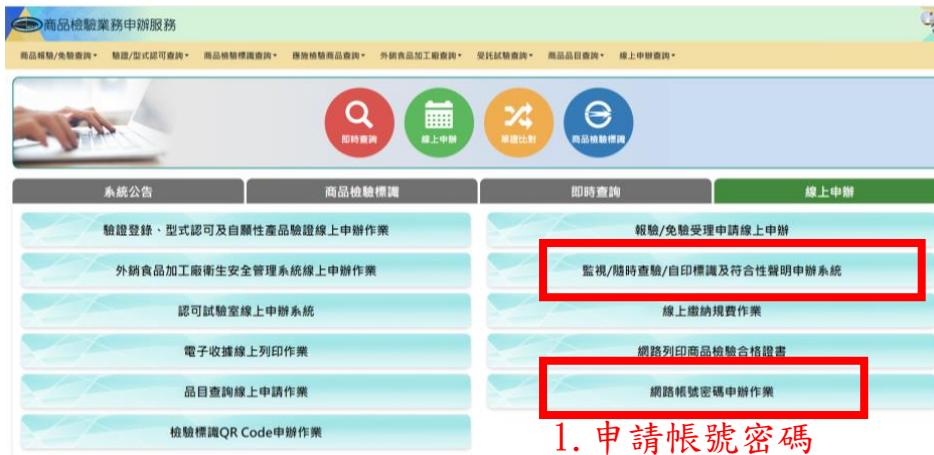 商品檢驗業務申辦服務
商品報驗/免驗查詢 驗證/型式認可查詢 商品檢驗標識查詢 應施檢驗商品查詢 外銷食品加工廠查詢 受託試驗查詢 商品品目查詢 線上申辦查詢
即時查詢 線上申辦 單證比對 商品檢驗標識
系統公告 商品檢驗標識 即時查詢 線上申辦
驗證登錄、型式認可及自願性產品驗證線上申辦作業 報驗/免驗受理申請線上申辦
外銷食品加工廠衛生安全管理系統線上申辦作業 監視/隨時查驗/自印標識及符合性聲明申辦系統
認可試驗室線上申辦系統 線上繳納規費作業
電子收據線上列印作業 網路列印商品檢驗合格證書
品目查詢線上申請作業 網路帳號密碼申辦作業
檢驗標識QR Code申辦作業
1. 申請帳號密碼